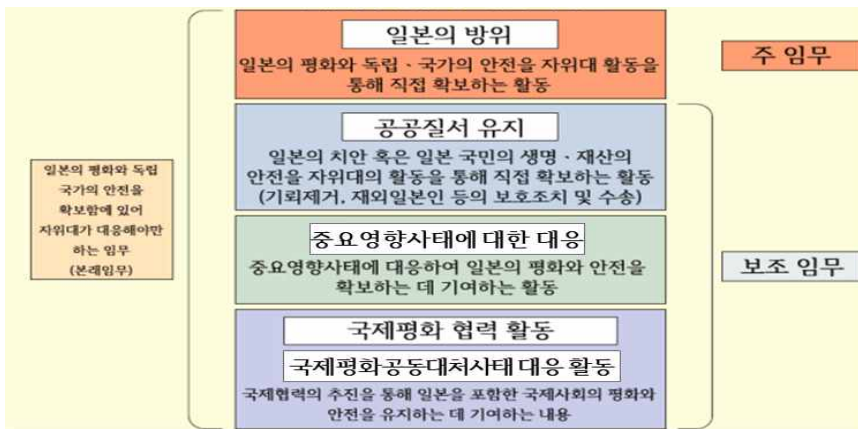 일본의 평화와 독립
국가의 안전을
확보함에 있어
자위대가 대응해야만
하는 임무
(본래임무)
일본의 방위
일본의 평화와 독립 · 국가의 안전을 자위대 활동을
통해 직접 확보하는 활동
공공질서 유지
일본의 치안 혹은 일본 국민의 생명 · 재산의
안전을 자위대의 활동을 통해 직접 확보하는 활동
(기뢰제거, 재외일본인 등의 보호조치 및 수송)
중요영향사태에 대한 대응
중요영향사태에 대응하여 일본의 평화와 안전을
확보하는 데 기여하는 활동
국제평화 협력 활동
국제평화공동대처사태 대응 활동
국제협력의 추진을 통해 일본을 포함한 국제사회의 평화와
안전을 유지하는 데 기여하는 내용
주 임무
보조 임무